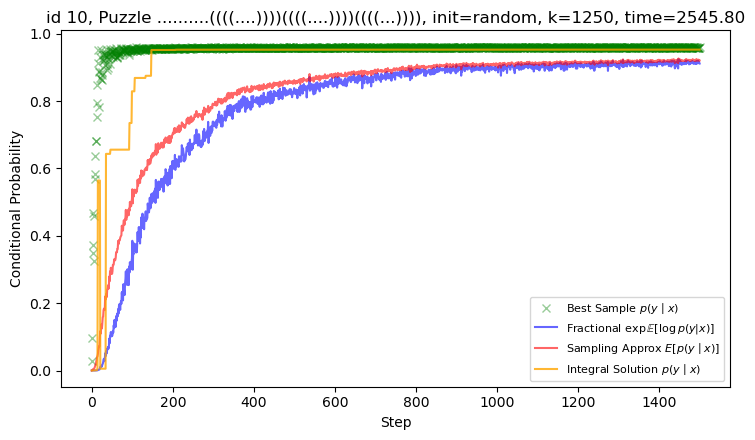 id 10, Puzzle ..........((((....))))((((....))))((((...)))), init=random, k=1250, time=2545.80
Conditional Probability
1.0
0.8
0.6
0.4
0.2
0.0
Best Sample p(y | x)
Fractional exp𝔼[log p(y|x)]
Sampling Approx E[p(y | x)]
Integral Solution p(y | x)
0 200 400 600 800 1000 1200 1400
Step